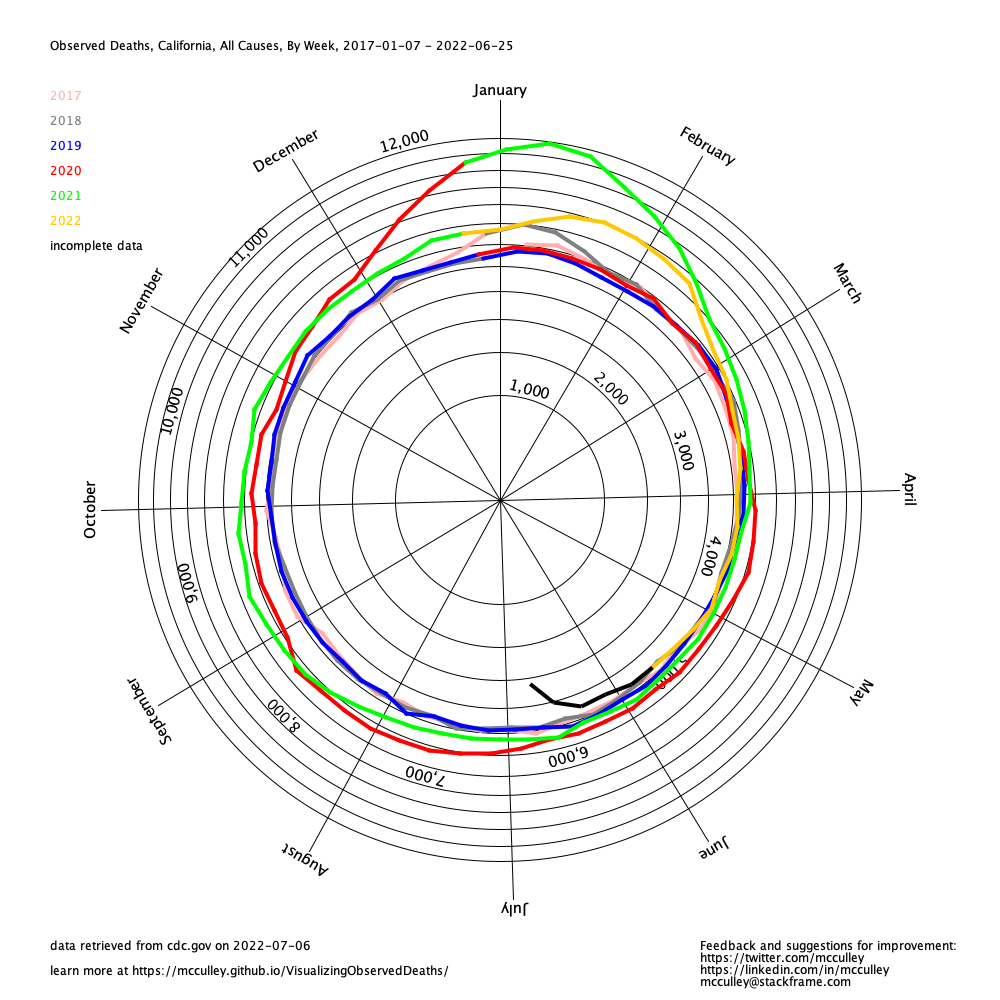 Observed Deaths, California, All Causes, By Week, 2017-01-07 - 2022-06-25
January
2017
2018
2019
2020
2021
2022
incomplete data
December
February
12,000
11,000
November
March
1,000
2,000
10,000
3,000
October
April
4,000
9,000
5,000
September
May
8,000
7,000
6,000
August
June
July
data retrieved from cdc.gov on 2022-07-06
learn more at https://mcculley.github.io/VisualizingObservedDeaths/
Feedback and suggestions for improvement:
https://twitter.com/mcculley
https://linkedin.com/in/mcculley
mcculley@stackframe.com